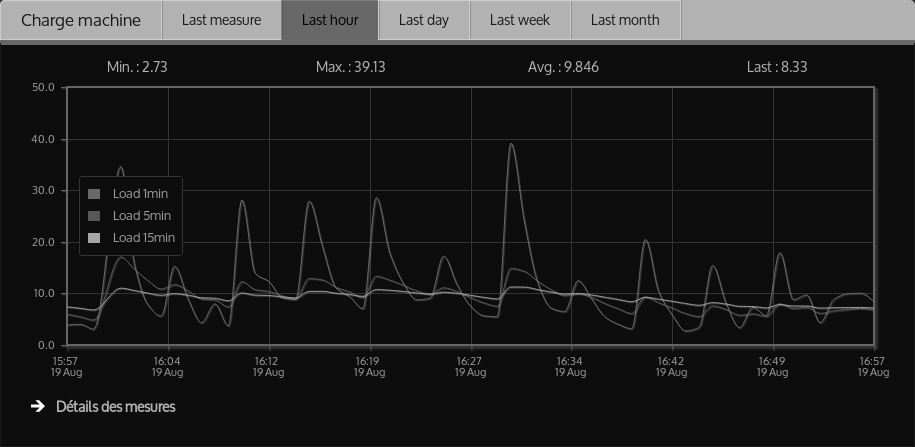 Charge machine Last measure Last hour Last day Last week Last month
Min. : 2.73 Max. : 39.13 Avg. : 9.846 Last : 8.33
50.0
40.0
30.0
20.0
10.0
0.0
Load 1min
Load 5min
Load 15min
15:57 16:04 16:12 16:19 16:27 16:34 16:42 16:49 16:57
19 Aug 19 Aug 19 Aug 19 Aug 19 Aug 19 Aug 19 Aug 19 Aug 19 Aug
Détails des mesures